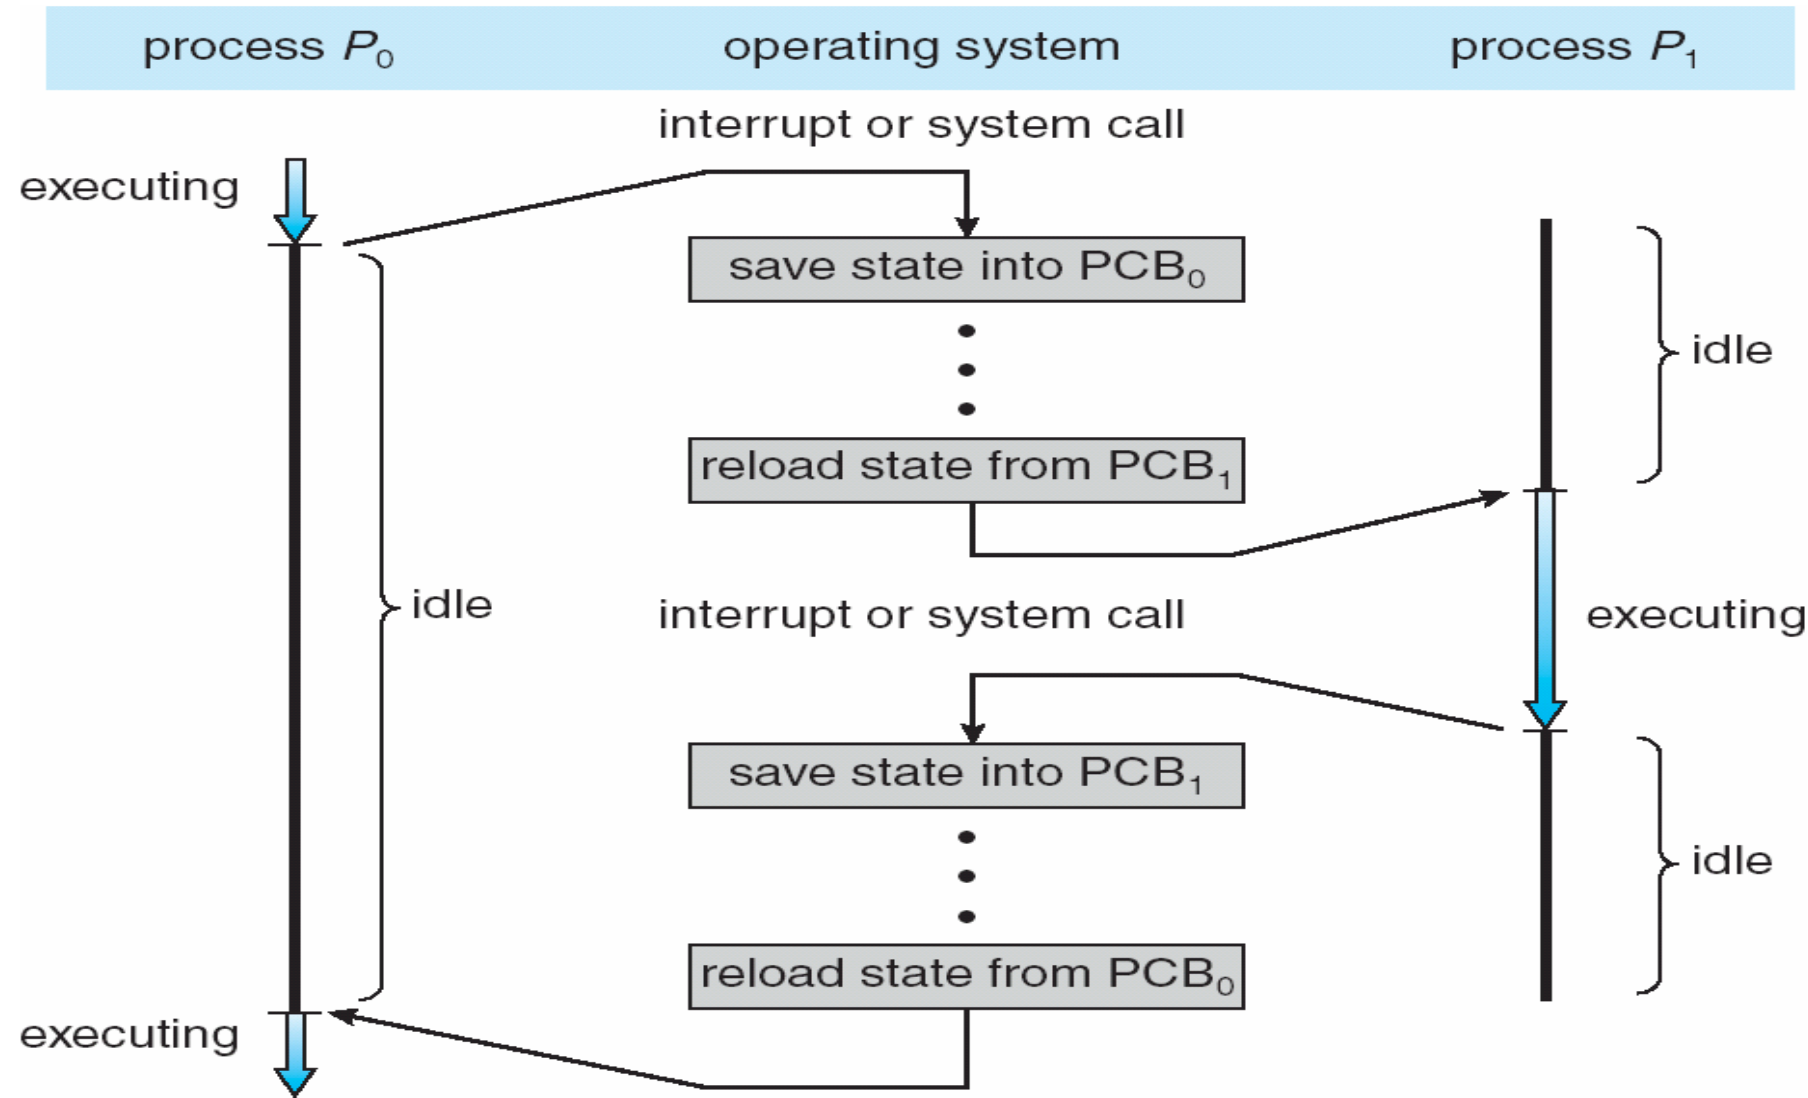 process P₀ operating system process P₁
interrupt or system call
executing
save state into PCB₀
idle
reload state from PCB₁
idle
interrupt or system call
executing
save state into PCB₁
idle
reload state from PCB₀
executing